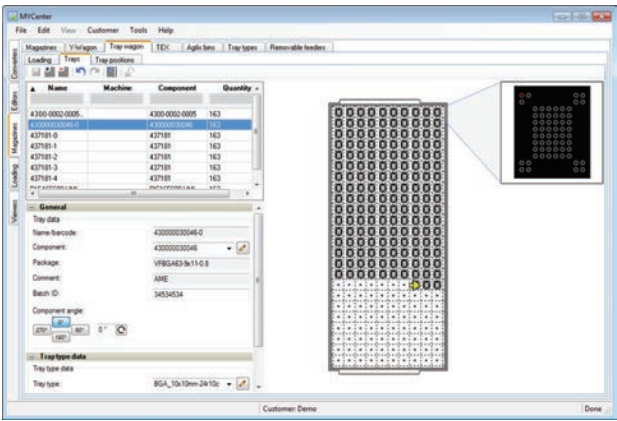 MYCenter
File Edit View Customer Tools Help
Magazines Y-Wagon Tray wagon TEX Agilis bins Tray types Removable feeders
Loading Trays Tray positions
Converters
Editors
Magazines
Loading
Viewers
Name Machine Component Quantity
4300-0002-0005.. 4300-0002-0005 163
430000030046-0 430000030046 163
437181-0 437181 163
437181-1 437181 163
437181-2 437181 163
437181-3 437181 163
437181-4 437181 163
General
Tray data
Name/barcode: 430000030046-0
Component: 430000030046
Package: VFBGA63-9x11-0.8
Comment: AME
Batch ID: 34534534
Component angle:
0°
270° 90° 0 °
180°
Tray type data
Tray type data
Tray type: BGA_10x10mm-24r10c
Customer: Demo Done